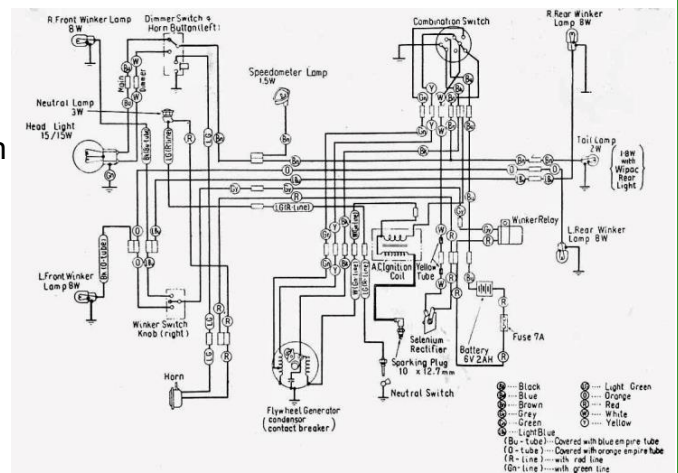 R.Front Winker Lamp
8W
Dimmer Switch &
Horn Button(left)
Combination Switch
R.Rear Winker
Lamp 8W
Speedometer Lamp
1.5W
Main
Dimmer
Neutral Lamp
3W
Head Light
15/15W
Tail Lamp
2W
1·8W
with
Wipac
Rear
Light
Winker Relay
L.Rear Winker
Lamp 8W
L.Front Winker
Lamp 8W
Winker Switch
Knob (right)
A.C.Ignition
Coil
Yellow
Tube
Selenium
Rectifier
Battery
6V 2AH
Fuse 7A
Sparking Plug
10 x 12.7mm
Neutral Switch
Horn
Flywheel Generator
( condensor
contact breaker )
Black
Blue
Brown
Grey
Green
LightBlue
Light Green
Orange
Red
White
Yellow
(Bu-tube)····Covered with blue empire tube
(O-tube)····Covered with orange empire tube
(R-line)····with red line
(Gn-line)····with green line